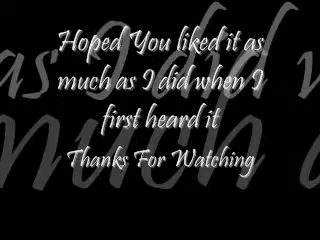 Hoped You liked it as
much as I did when I
first heard it
Thanks For Watching